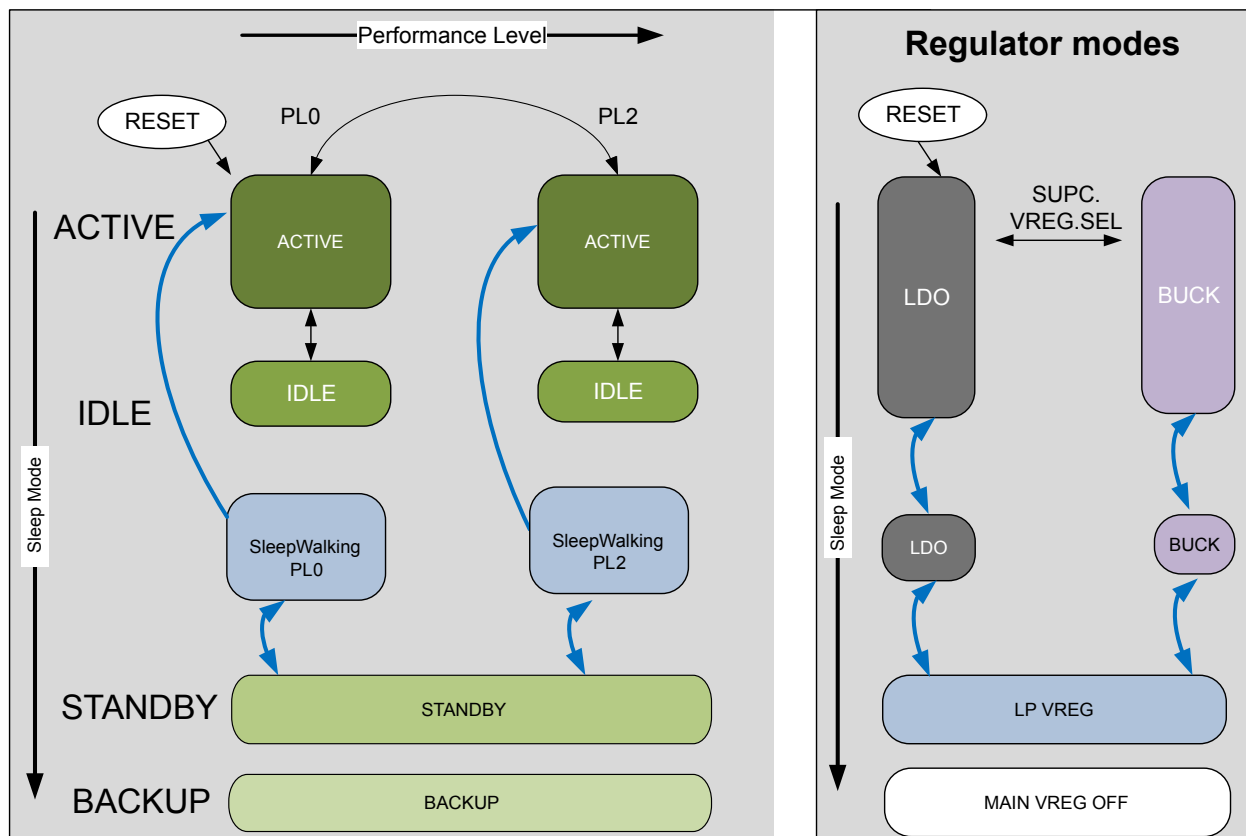 Performance Level
RESET
PL0
PL2
ACTIVE
ACTIVE
ACTIVE
IDLE
IDLE
IDLE
Sleep Mode
SleepWalking
PL0
SleepWalking
PL2
STANDBY
STANDBY
BACKUP
BACKUP
Regulator modes
RESET
SUPC.
VREG.SEL
LDO
BUCK
Sleep Mode
LDO
BUCK
LP VREG
MAIN VREG OFF